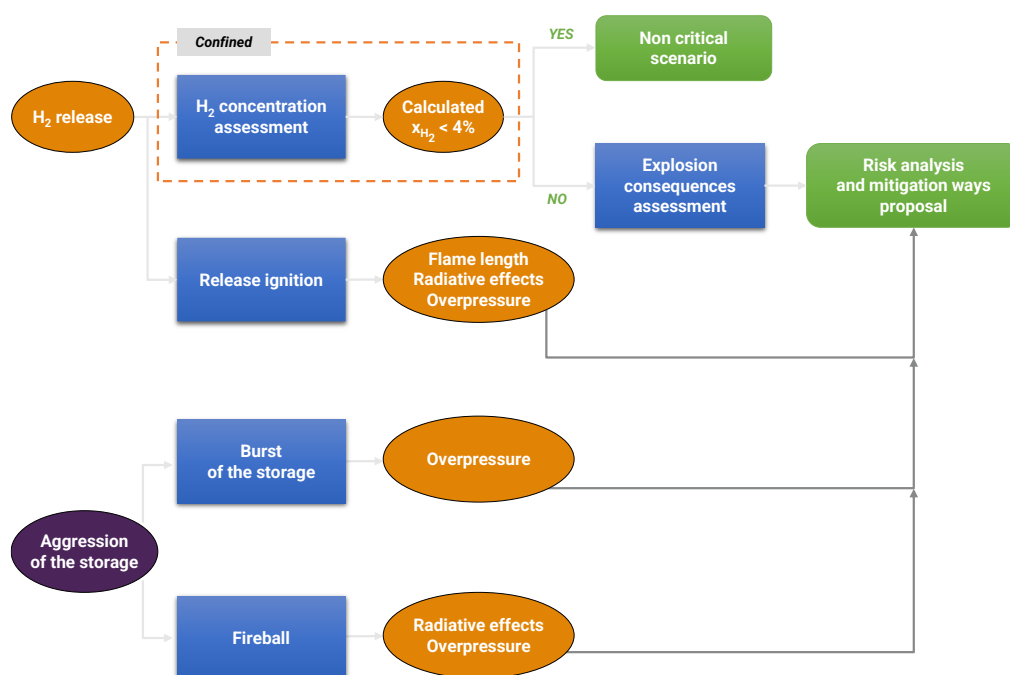 Confined
YES
Non critical
scenario
H₂ release
H₂ concentration
assessment
Calculated
x_H₂ < 4%
NO
Explosion
consequences
assessment
Risk analysis
and mitigation ways
proposal
Release ignition
Flame length
Radiative effects
Overpressure
Burst
of the storage
Overpressure
Aggression
of the storage
Fireball
Radiative effects
Overpressure